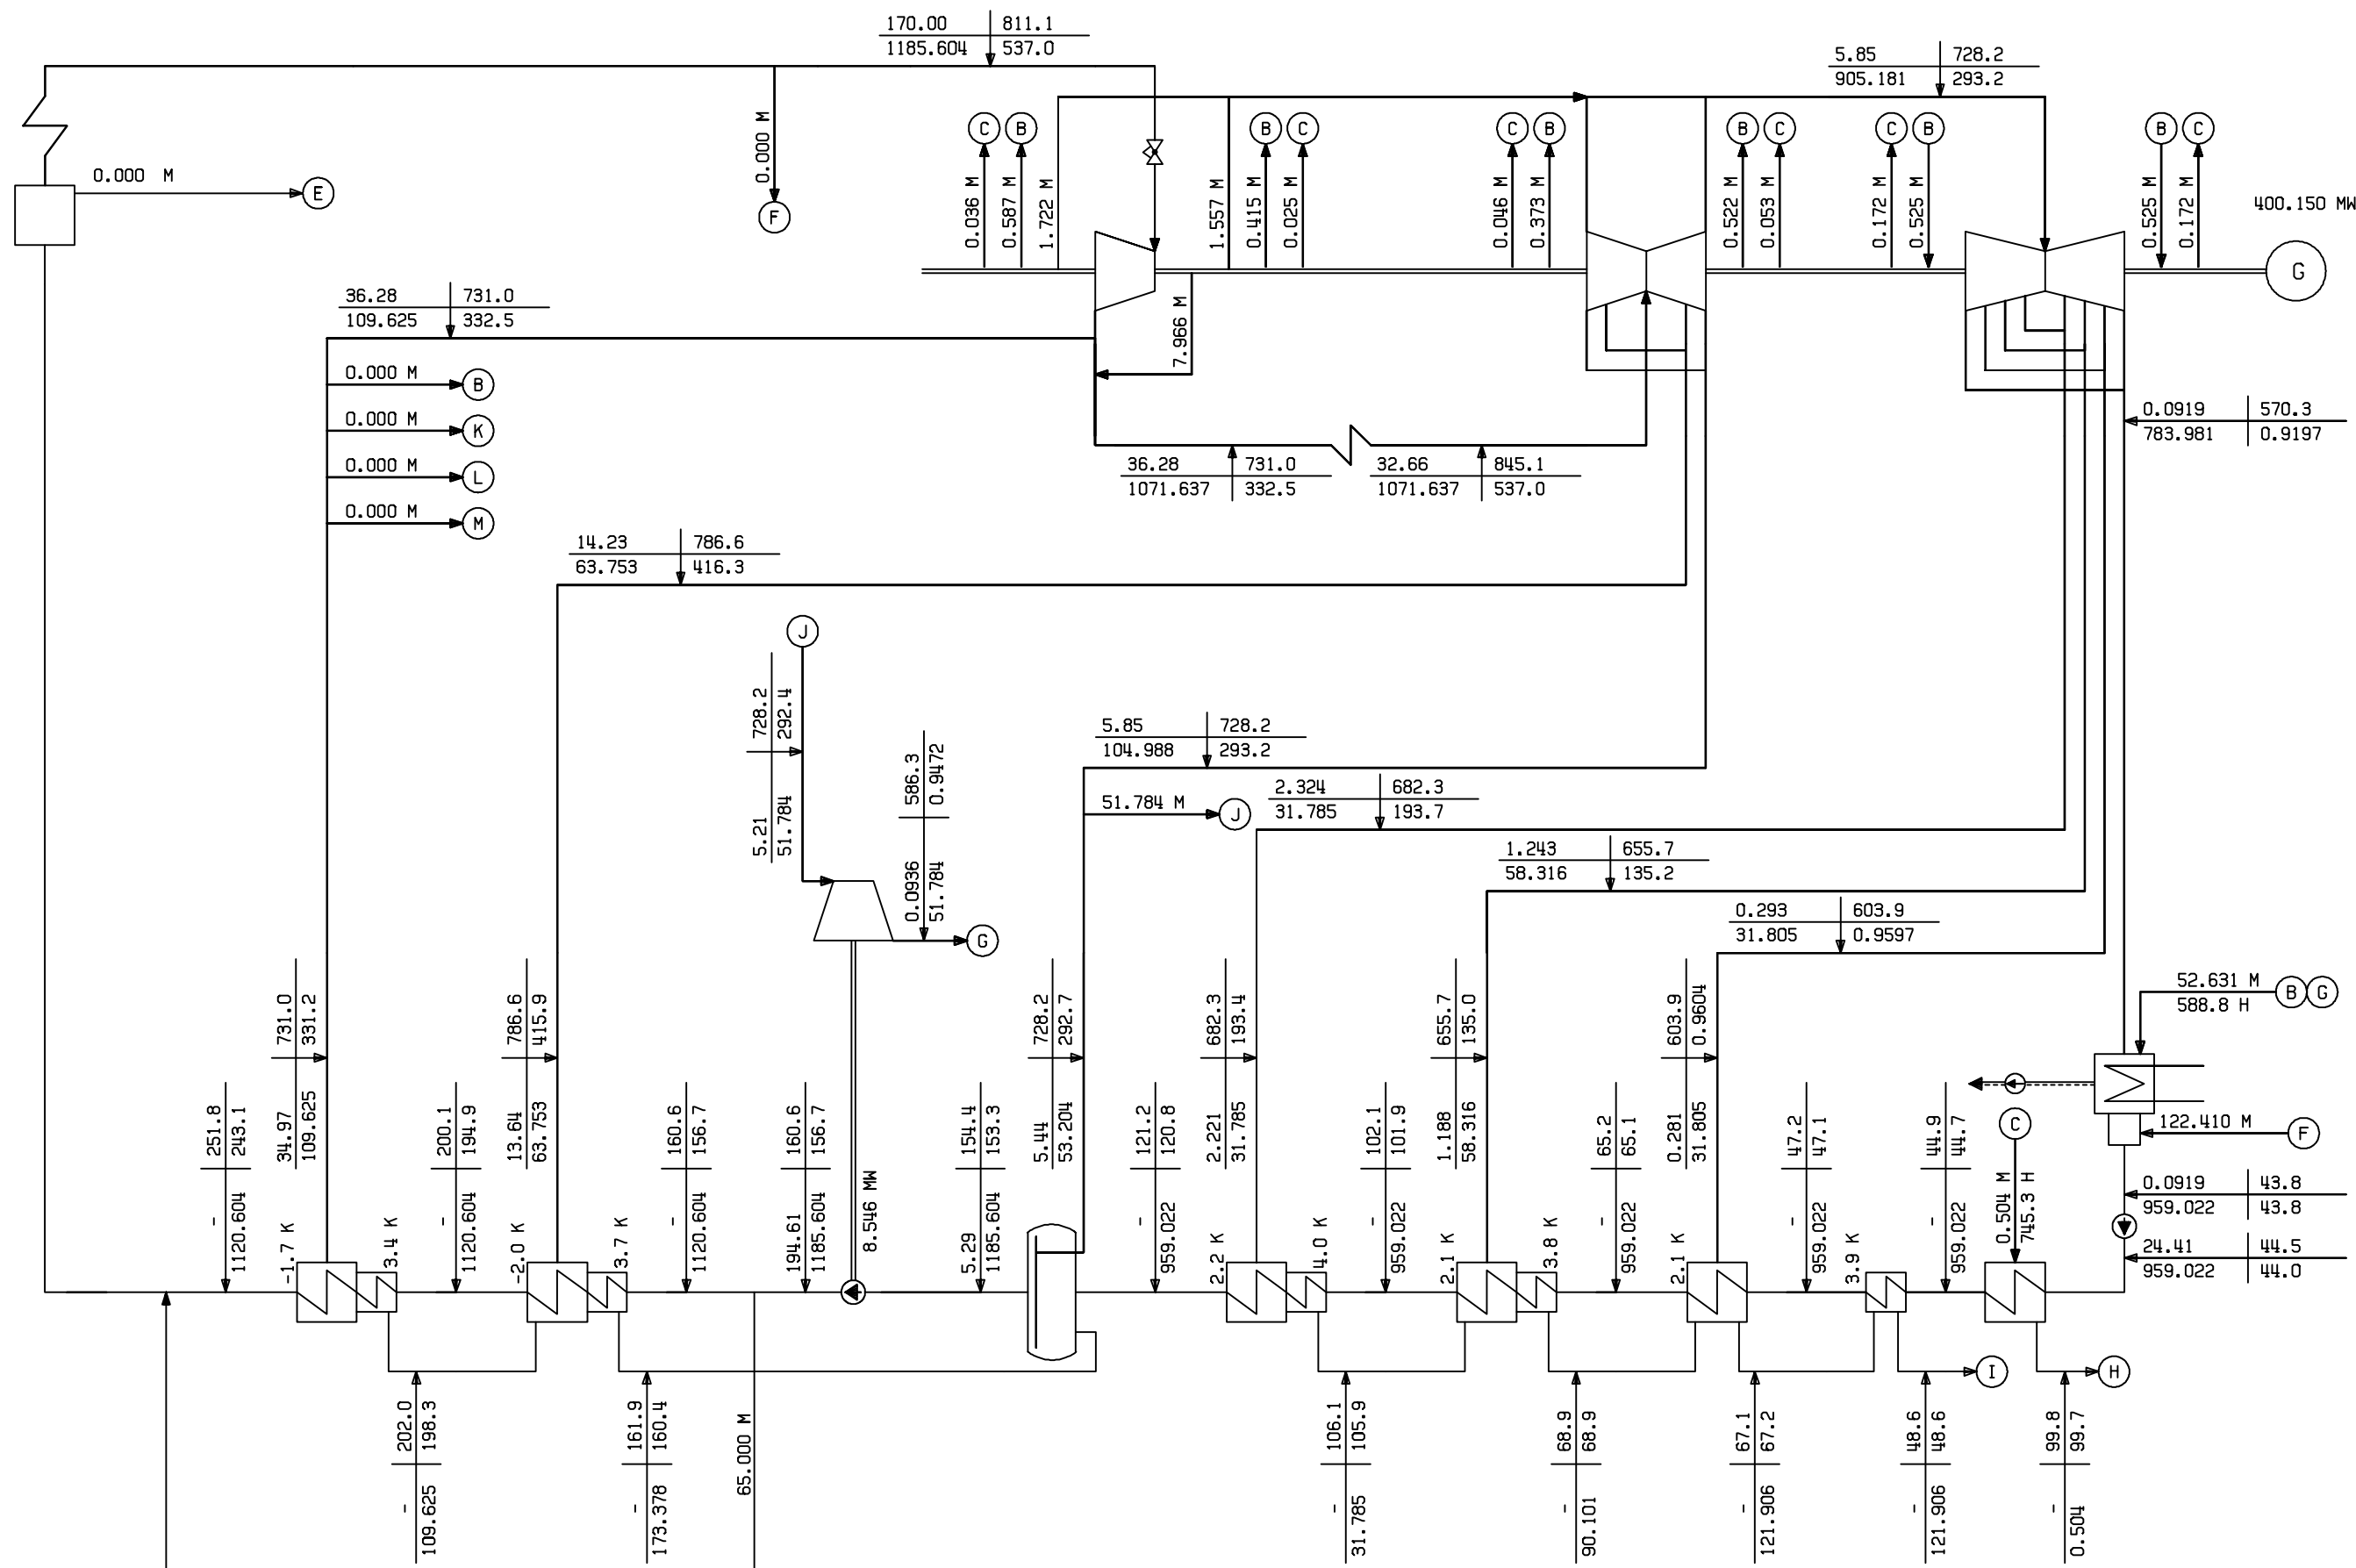 170.00 811.1
1185.604 537.0
5.85 728.2
905.181 293.2
0.000 M
E
0.000 M
F
C
B
B
C
C
B
B
C
C
B
B
C
0.036 M
0.587 M
1.722 M
1.557 M
0.415 M
0.025 M
0.046 M
0.373 M
0.522 M
0.053 M
0.172 M
0.525 M
0.525 M
0.172 M
400.150 MW
G
36.28 731.0
109.625 332.5
7.966 M
0.000 M
B
0.000 M
K
0.000 M
L
0.000 M
M
0.0919 570.3
783.981 0.9197
36.28 731.0
1071.637 332.5
32.66 845.1
1071.637 537.0
14.23 786.6
63.753 416.3
J
5.21 728.2
51.784 292.4
0.0936 586.3
51.784 0.9472
G
5.85 728.2
104.988 293.2
51.784 M
J
2.324 682.3
31.785 193.7
1.243 655.7
58.316 135.2
0.293 603.9
31.805 0.9597
52.631 M
588.8 H
B
G
34.97 731.0
109.625 331.2
13.64 786.6
63.753 415.9
5.44 728.2
53.204 292.7
2.221 682.3
31.785 193.4
1.188 655.7
58.316 135.0
0.281 603.9
31.805 0.9604
C
0.504 M
745.3 H
122.410 M
F
- 251.8
1120.604 243.1
- 200.1
1120.604 194.9
- 160.6
1120.604 156.7
194.61 160.6
1185.604 156.7
8.546 MW
5.29 154.4
1185.604 153.3
- 121.2
959.022 120.8
- 102.1
959.022 101.9
- 65.2
959.022 65.1
- 47.2
959.022 47.1
- 44.9
959.022 44.7
0.0919 43.8
959.022 43.8
24.41 44.5
959.022 44.0
-1.7 K
3.4 K
-2.0 K
3.7 K
2.2 K
4.0 K
2.1 K
3.8 K
2.1 K
3.9 K
I
H
- 202.0
109.625 198.3
- 161.9
173.378 160.4
65.000 M
- 106.1
31.785 105.9
- 68.9
90.101 68.9
- 67.1
121.906 67.2
- 48.6
121.906 48.6
- 99.8
0.504 99.7